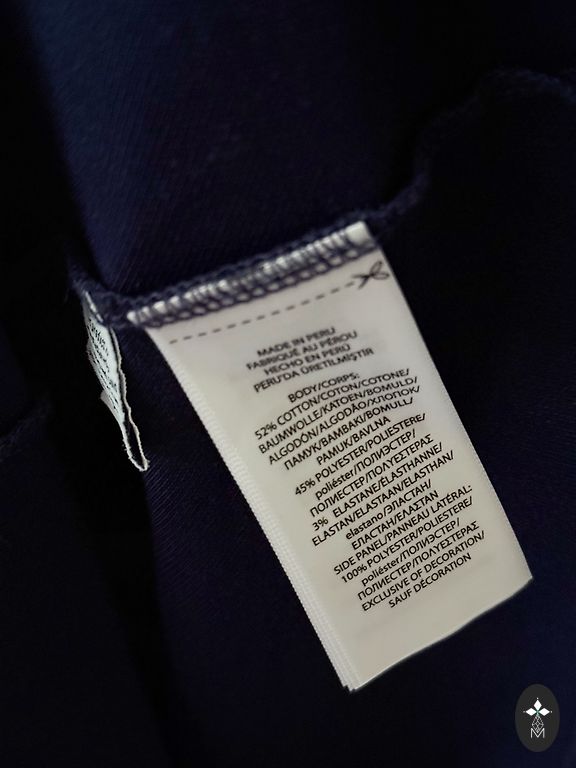 MADE IN PERU
FABRIQUÉ AU PÉROU
HECHO EN PERÚ
PERU'DA ÜRETİLMİŞTİR
BODY/CORPS:
52% COTTON/COTON/COTONE/
BAUMWOLLE/KATOEN/BOMULD/
ALGODÓN/ALGODÃO/ХЛОПОК/
ПАМУК/ΒΑΜΒΑΚΙ/BOMULL/
PAMUK/BAVLNA
45% POLYESTER/POLIESTERE/
poliéster/ПОЛИЭСТЕР/
ПОЛИЕСТЕР/ΠΟΛΥΕΣΤΕΡΑΣ
3% ELASTANE/ÉLASTHANNE/
ELASTAN/ELASTAAN/ELASTHAN/
elastano/ЭЛАСТАН/
ΕΛΑΣΤΑΝ/ЕЛАСТАН
SIDE PANEL/PANNEAU LATÉRAL:
100% POLYESTER/POLIESTERE/
poliéster/ПОЛИЭСТЕР/
ПОЛИЕСТЕР/ΠΟΛΥΕΣΤΕΡΑΣ
EXCLUSIVE OF DECORATION/
SAUF DÉCORATION
M